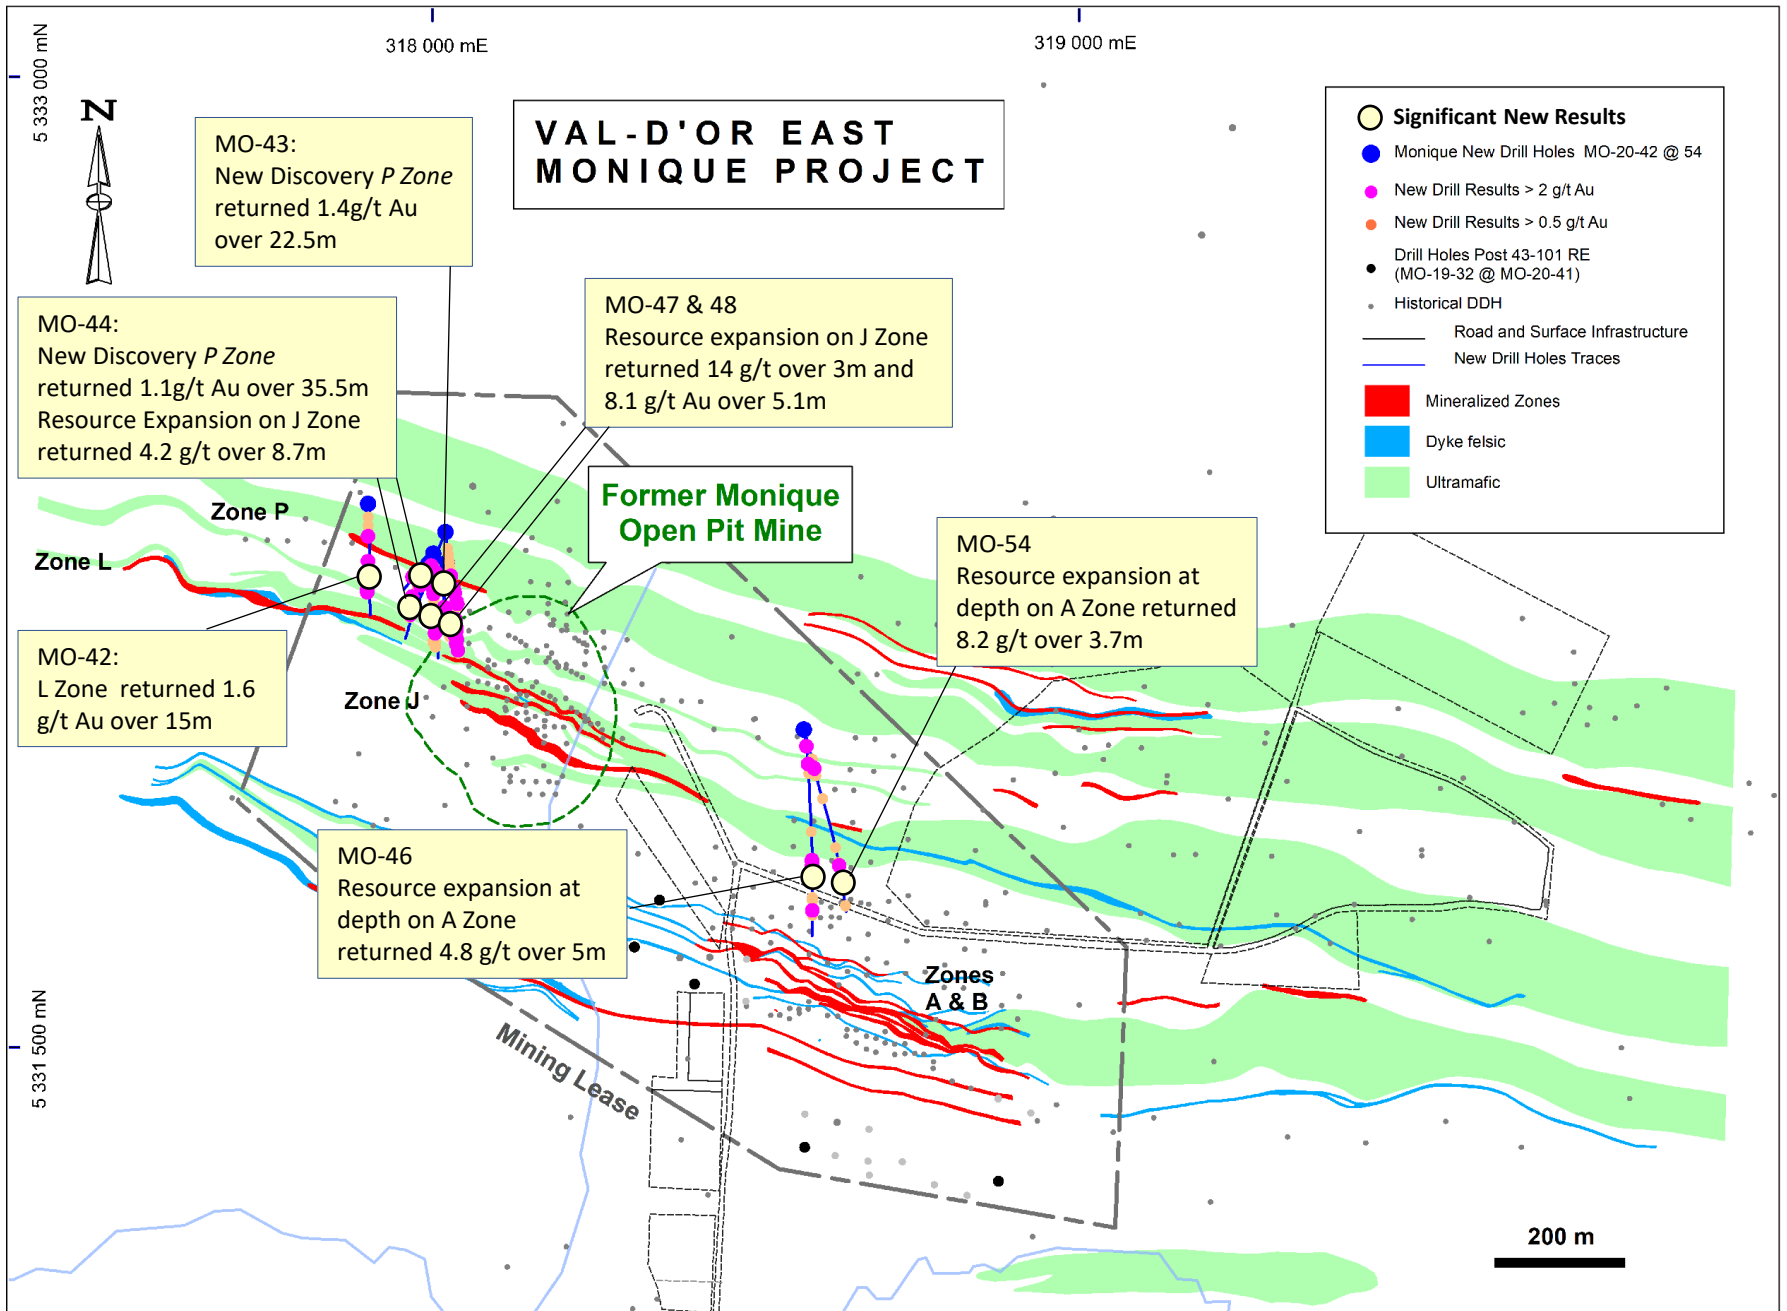 318 000 mE
319 000 mE
5 333 000 mN
N
VAL-D'OR EAST
MONIQUE PROJECT
Significant New Results
Monique New Drill Holes MO-20-42 @ 54
New Drill Results > 2 g/t Au
New Drill Results > 0.5 g/t Au
Drill Holes Post 43-101 RE
(MO-19-32 @ MO-20-41)
Historical DDH
Road and Surface Infrastructure
New Drill Holes Traces
Mineralized Zones
Dyke felsic
Ultramafic
MO-43:
New Discovery P Zone
returned 1.4g/t Au
over 22.5m
MO-44:
New Discovery P Zone
returned 1.1g/t Au over 35.5m
Resource Expansion on J Zone
returned 4.2 g/t over 8.7m
MO-47 & 48
Resource expansion on J Zone
returned 14 g/t over 3m and
8.1 g/t Au over 5.1m
Former Monique
Open Pit Mine
Zone P
Zone L
MO-54
Resource expansion at
depth on A Zone returned
8.2 g/t over 3.7m
MO-42:
L Zone returned 1.6
g/t Au over 15m
Zone J
MO-46
Resource expansion at
depth on A Zone
returned 4.8 g/t over 5m
Zones
A & B
5 331 500 mN
Mining Lease
200 m